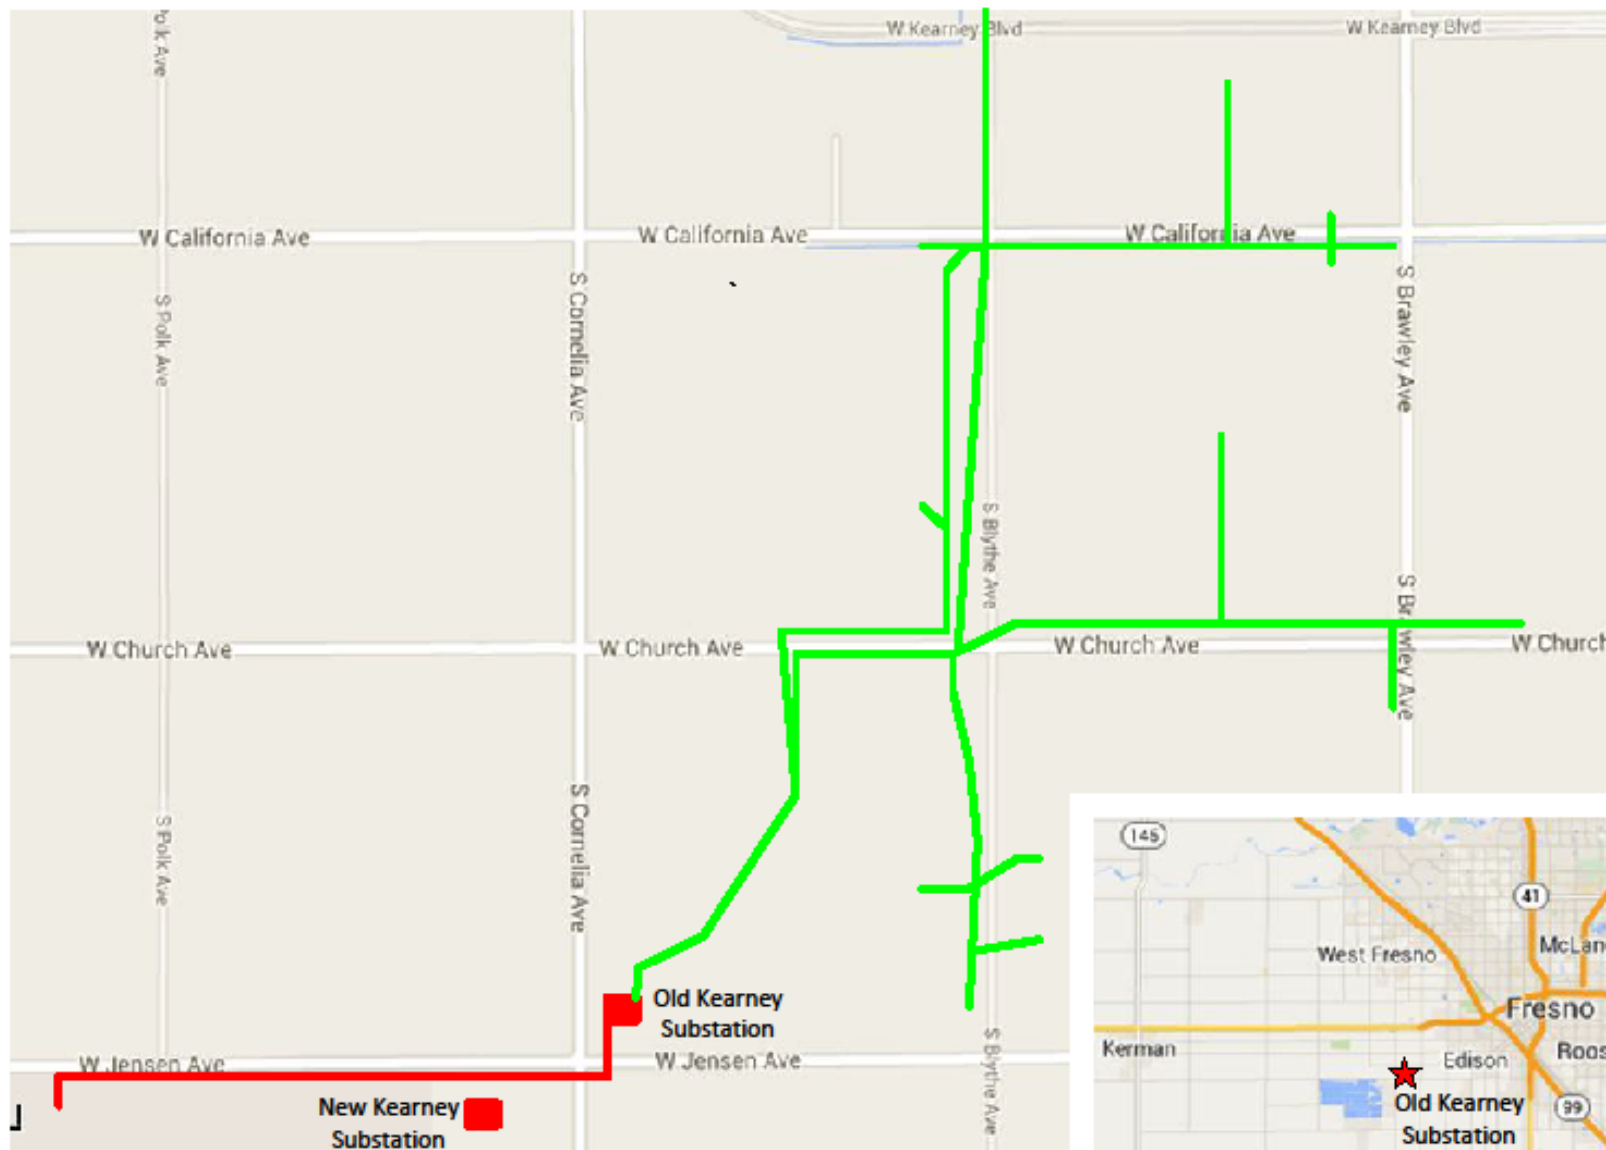 W Kearney Blvd
W Kearney Blvd
Polk Ave
W California Ave
W California Ave
W California Ave
S Polk Ave
S Cornelia Ave
S Brawley Ave
S Blythe Ave
S Brawley Ave
W Church Ave
W Church Ave
W Church Ave
W Church
S Polk Ave
S Cornelia Ave
145
41
West Fresno
McLan
Old Kearney
Substation
Fresno
W Jensen Ave
W Jensen Ave
S Blythe Ave
Kerman
Edison
Roos
New Kearney
Substation
Old Kearney
Substation
99